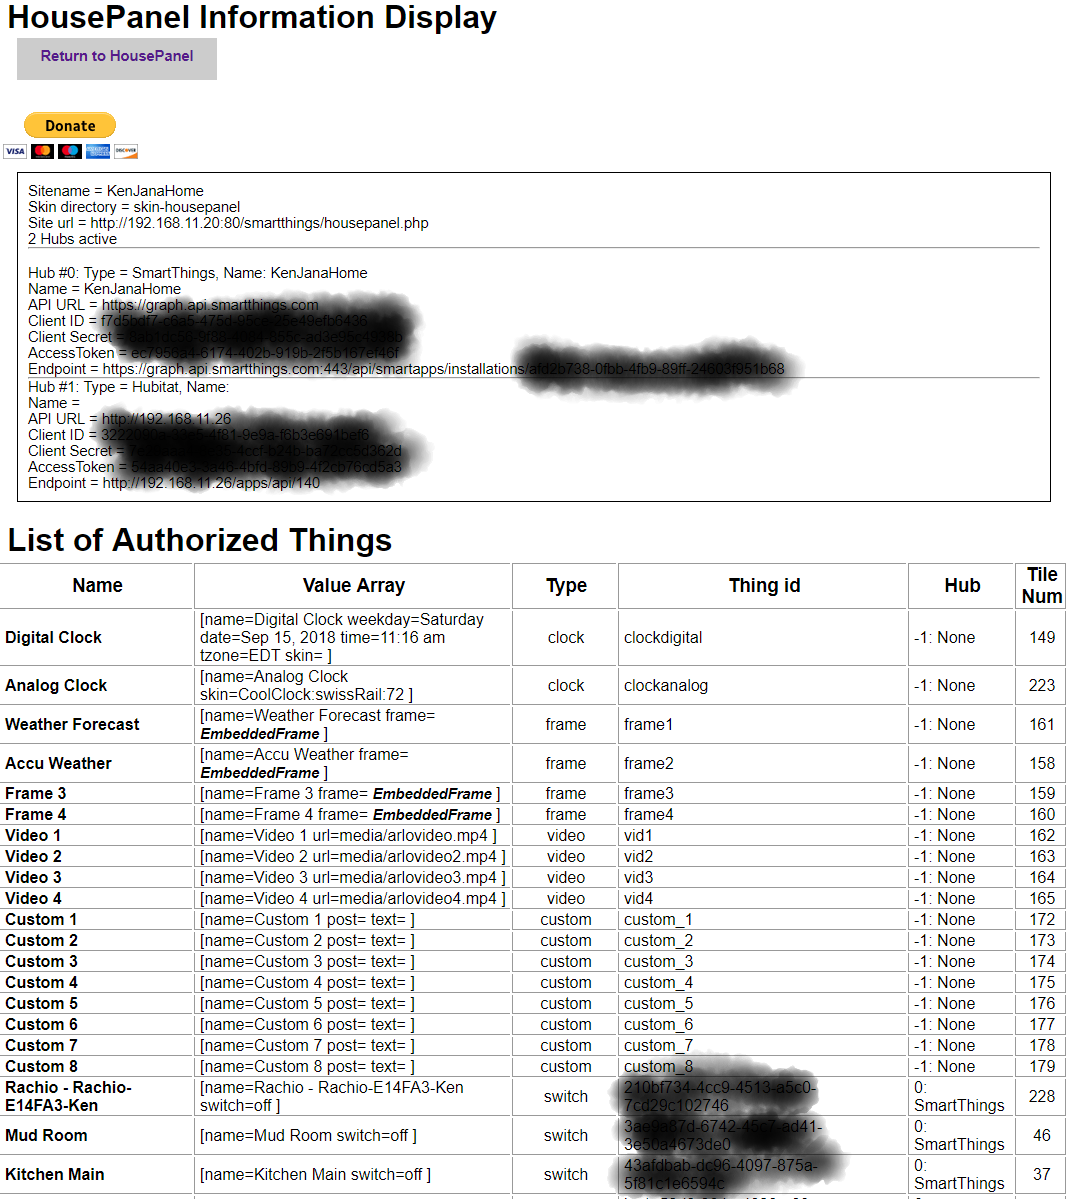 HousePanel Information Display
Return to HousePanel
Donate
VISA DISCOVER
Sitename = KenJanaHome
Skin directory = skin-housepanel
Site url = http://192.168.11.20:80/smartthings/housepanel.php
2 Hubs active
Hub #0: Type = SmartThings, Name: KenJanaHome
Name = KenJanaHome
API URL = https://graph.api.smartthings.com
Client ID =
Client Secret =
AccessToken =
Endpoint = https://graph.api.smartthings.com:443/api/smartapps/installations/
Hub #1: Type = Hubitat, Name:
Name =
API URL = http://192.168.11.26
Client ID =
Client Secret =
AccessToken =
Endpoint = http://192.168.11.26/apps/api/140
List of Authorized Things
Name Value Array Type Thing id Hub Tile Num
Digital Clock [name=Digital Clock weekday=Saturday date=Sep 15, 2018 time=11:16 am tzone=EDT skin= ] clock clockdigital -1: None 149
Analog Clock [name=Analog Clock skin=CoolClock:swissRail:72 ] clock clockanalog -1: None 223
Weather Forecast [name=Weather Forecast frame= EmbeddedFrame ] frame frame1 -1: None 161
Accu Weather [name=Accu Weather frame= EmbeddedFrame ] frame frame2 -1: None 158
Frame 3 [name=Frame 3 frame= EmbeddedFrame ] frame frame3 -1: None 159
Frame 4 [name=Frame 4 frame= EmbeddedFrame ] frame frame4 -1: None 160
Video 1 [name=Video 1 url=media/arlovideo.mp4 ] video vid1 -1: None 162
Video 2 [name=Video 2 url=media/arlovideo2.mp4 ] video vid2 -1: None 163
Video 3 [name=Video 3 url=media/arlovideo3.mp4 ] video vid3 -1: None 164
Video 4 [name=Video 4 url=media/arlovideo4.mp4 ] video vid4 -1: None 165
Custom 1 [name=Custom 1 post= text= ] custom custom_1 -1: None 172
Custom 2 [name=Custom 2 post= text= ] custom custom_2 -1: None 173
Custom 3 [name=Custom 3 post= text= ] custom custom_3 -1: None 174
Custom 4 [name=Custom 4 post= text= ] custom custom_4 -1: None 175
Custom 5 [name=Custom 5 post= text= ] custom custom_5 -1: None 176
Custom 6 [name=Custom 6 post= text= ] custom custom_6 -1: None 177
Custom 7 [name=Custom 7 post= text= ] custom custom_7 -1: None 178
Custom 8 [name=Custom 8 post= text= ] custom custom_8 -1: None 179
Rachio - Rachio-E14FA3-Ken [name=Rachio - Rachio-E14FA3-Ken switch=off ] switch 0: SmartThings 228
Mud Room [name=Mud Room switch=off ] switch 0: SmartThings 46
Kitchen Main [name=Kitchen Main switch=off ] switch 0: SmartThings 37